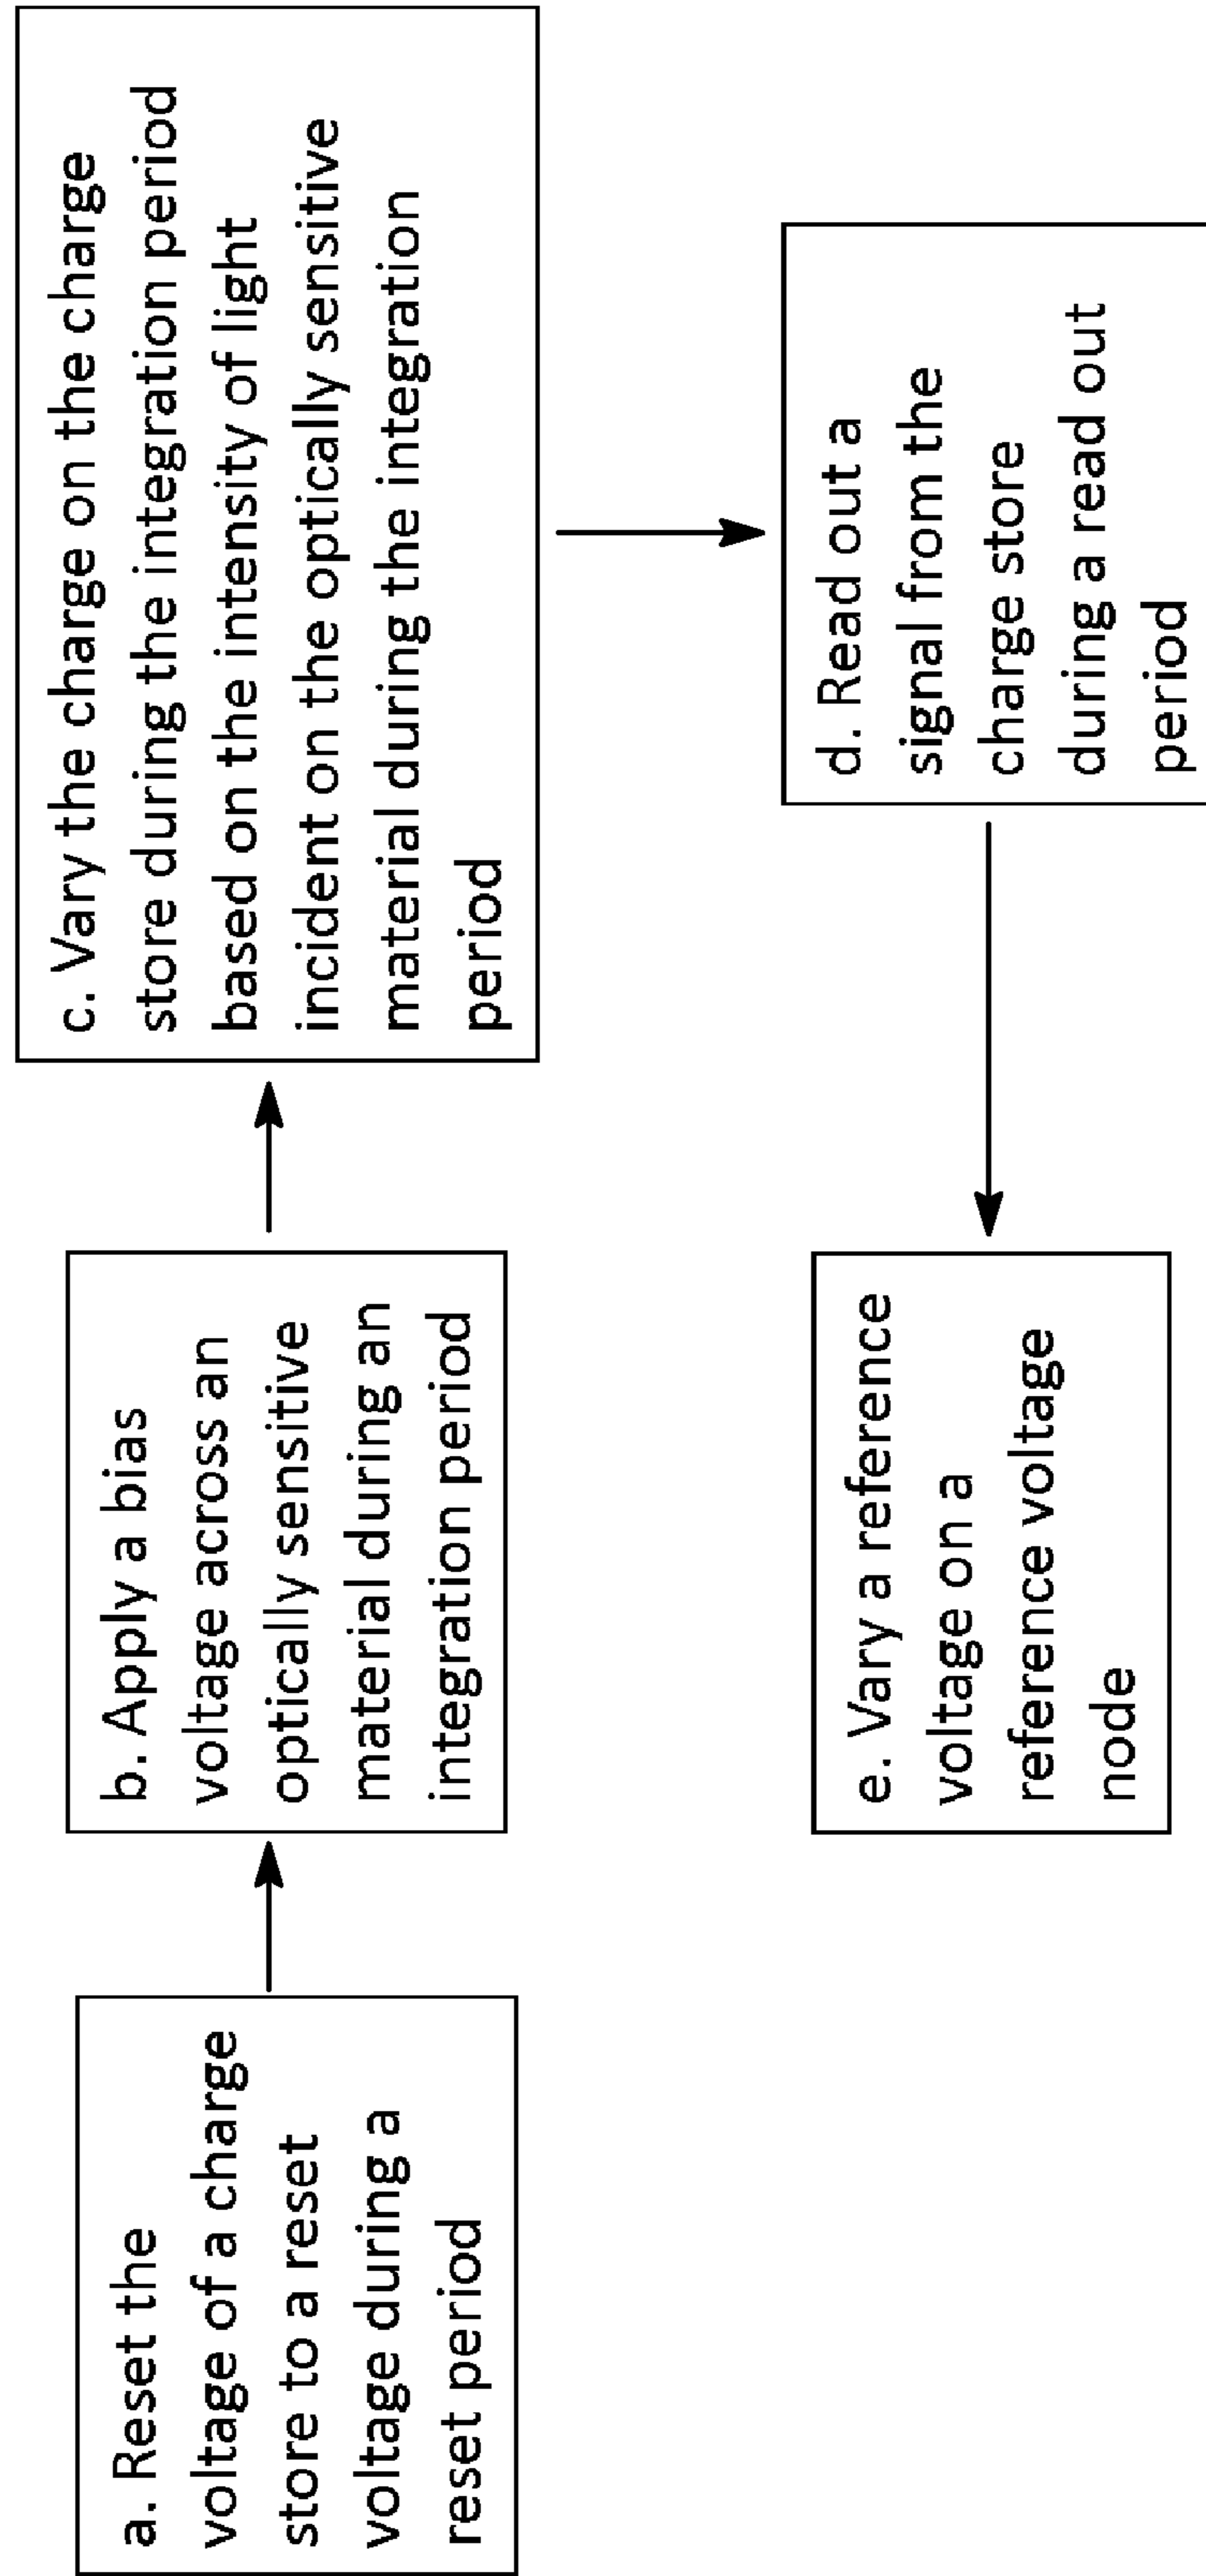 a. Reset the
voltage of a charge
store to a reset
voltage during a
reset period
b. Apply a bias
voltage across an
optically sensitive
material during an
integration period
c. Vary the charge on the charge
store during the integration period
based on the intensity of light
incident on the optically sensitive
material during the integration
period
d. Read out a
signal from the
charge store
during a read out
period
e. Vary a reference
voltage on a
reference voltage
node